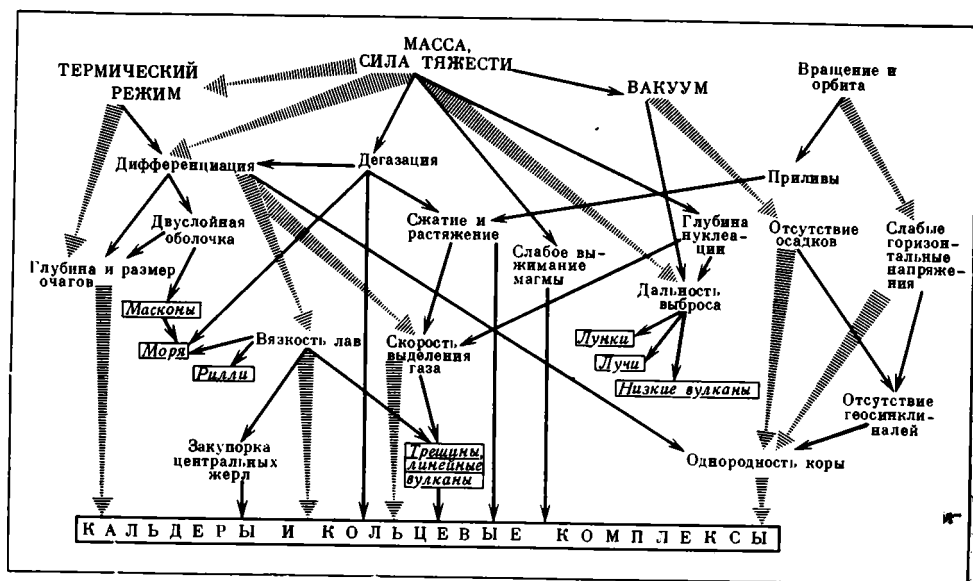 МАССА,
СИЛА ТЯЖЕСТИ
ТЕРМИЧЕСКИЙ
РЕЖИМ
ВАКУУМ
Вращение и
орбита
Дифференциация
Дегазация
Приливы
Двуслойная
оболочка
Сжатие и
растяжение
Слабое вы-
жимание
магмы
Глубина
нуклеа-
ции
Отсутствие
осадков
Слабые
горизон-
тальные
напряже-
ния
Глубина и размер
очагов
Дальность
выброса
Масконы
Моря
Рилли
Вязкость лав
Скорость
выделения
газа
Лунки
Лучи
Низкие вулканы
Отсутствие
геосинкли-
налей
Закупорка
центральных
жерл
Трещины,
линейные
вулканы
Однородность коры
КАЛЬДЕРЫ И КОЛЬЦЕВЫЕ КОМПЛЕКСЫ